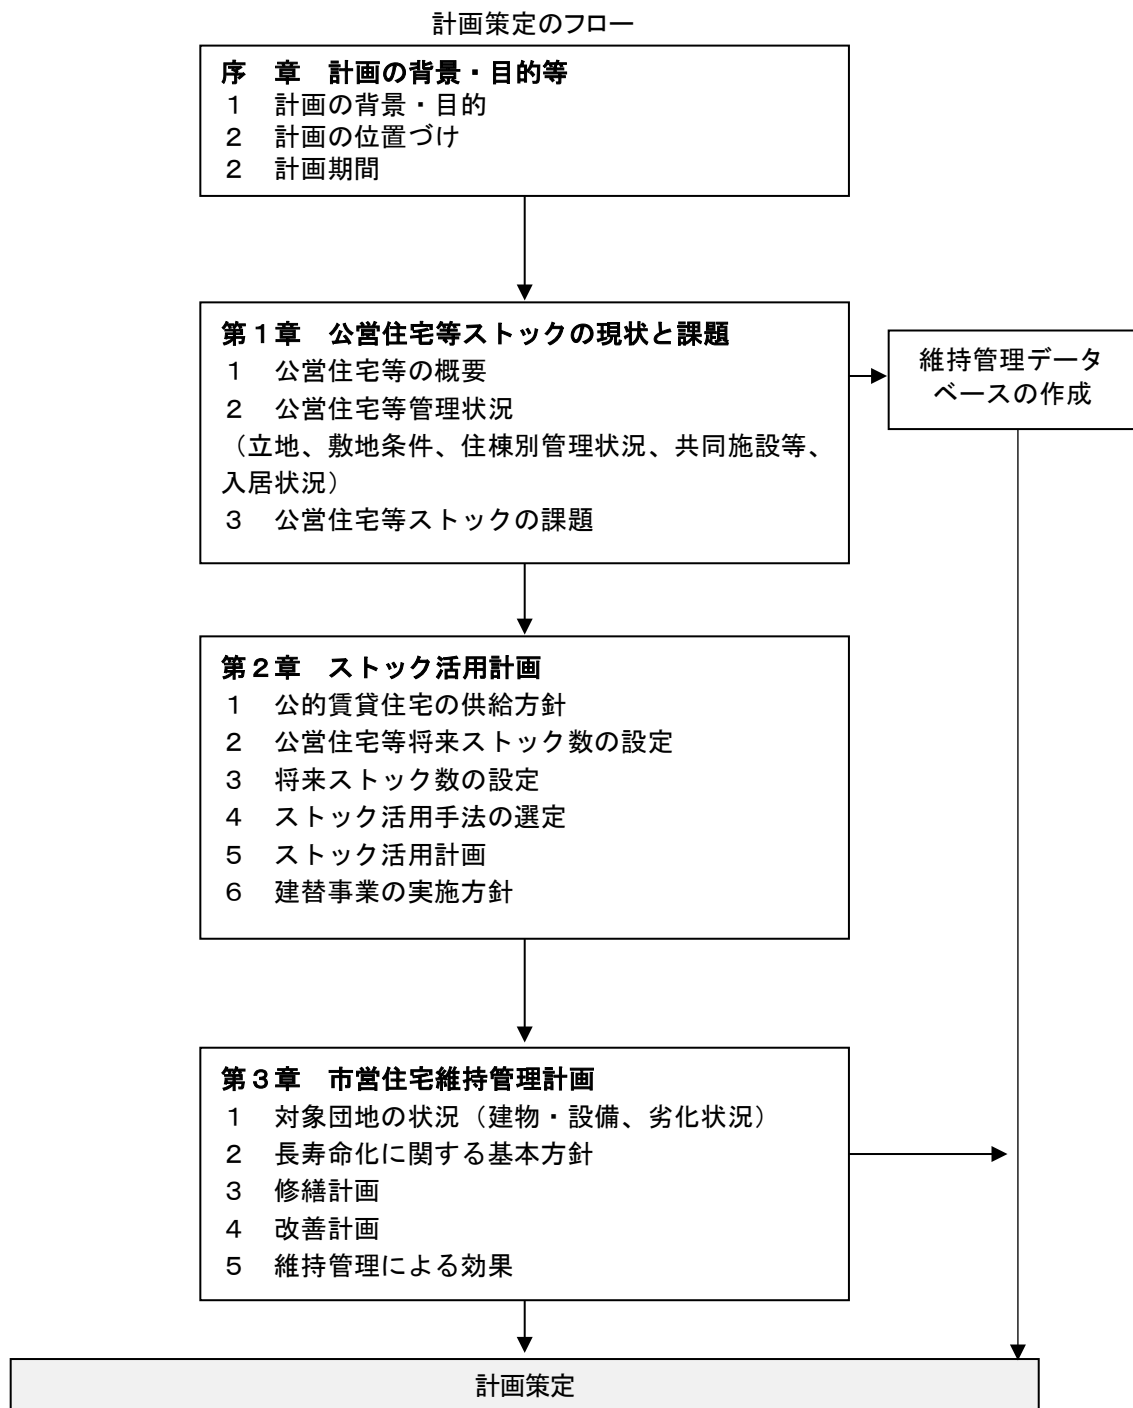 計画策定のフロー
序　章　計画の背景・目的等
１　計画の背景・目的
２　計画の位置づけ
２　計画期間
第１章　公営住宅等ストックの現状と課題
１　公営住宅等の概要
２　公営住宅等管理状況
（立地、敷地条件、住棟別管理状況、共同施設等、
入居状況）
３　公営住宅等ストックの課題
維持管理データ
ベースの作成
第２章　ストック活用計画
１　公的賃貸住宅の供給方針
２　公営住宅等将来ストック数の設定
３　将来ストック数の設定
４　ストック活用手法の選定
５　ストック活用計画
６　建替事業の実施方針
第３章　市営住宅維持管理計画
１　対象団地の状況（建物・設備、劣化状況）
２　長寿命化に関する基本方針
３　修繕計画
４　改善計画
５　維持管理による効果
計画策定